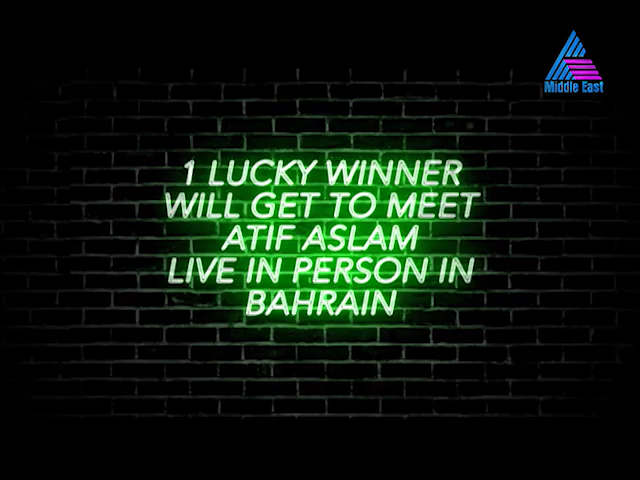 Middle East
1 LUCKY WINNER
WILL GET TO MEET
ATIF ASLAM
LIVE IN PERSON IN
BAHRAIN